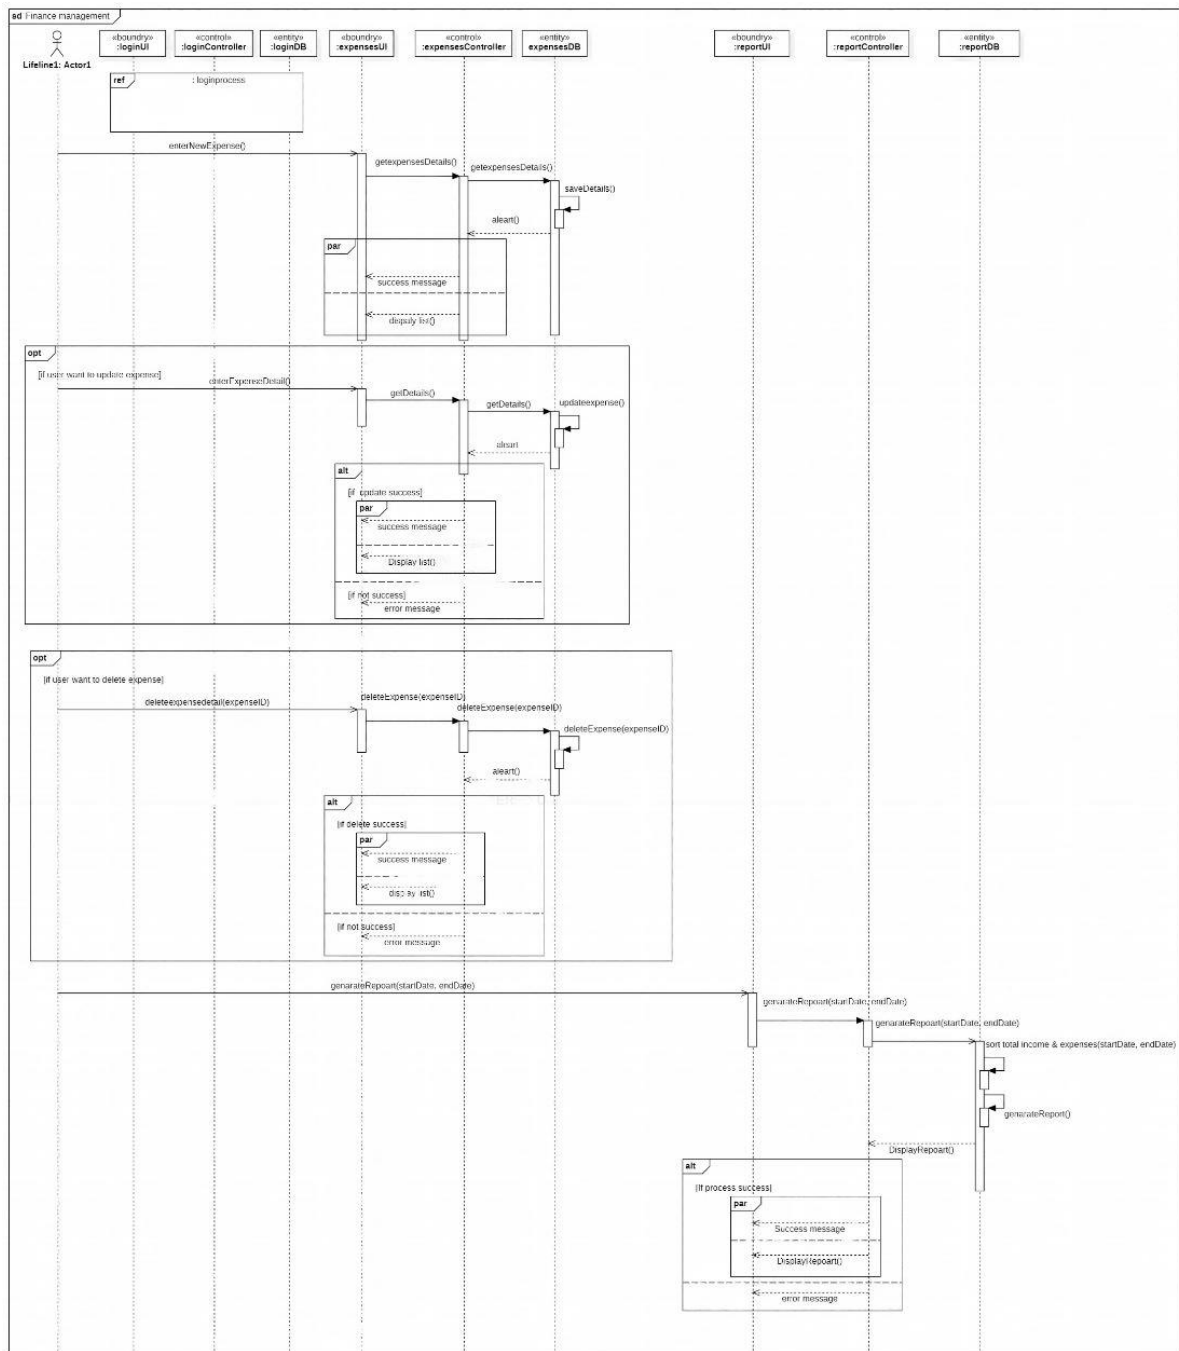 sd Finance management
«boundry»
:loginUI
«control»
:loginController
«entity»
:loginDB
«boundry»
:expensesUI
«control»
:expensesController
«entity»
expensesDB
«boundry»
:reportUI
«control»
:reportController
«entity»
:reportDB
Lifeline1: Actor1
ref
: loginprocess
enterNewExpense()
getexpensesDetails()
getexpensesDetails()
saveDetails()
aleart()
par
success message
dispaly list()
opt
[if user want to update expense]
enterExpenseDetail()
getDetails()
getDetails()
updateexpense()
aleart
alt
[if update success]
par
success message
Display list()
[if not success]
error message
opt
[if user want to delete expense]
deleteexpensedetail(expenseID)
deleteExpense(expenseID)
deleteExpense(expenseID)
deleteExpense(expenseID)
aleart()
alt
[if delete success]
par
success message
display list()
[if not success]
error message
genarateRepoart(startDate, endDate)
genarateRepoart(startDate, endDate)
genarateRepoart(startDate, endDate)
sort total income & expenses(startDate, endDate)
genarateReport()
DisplayRepoart()
alt
[If process success]
par
Success message
DisplayRepoart()
error message